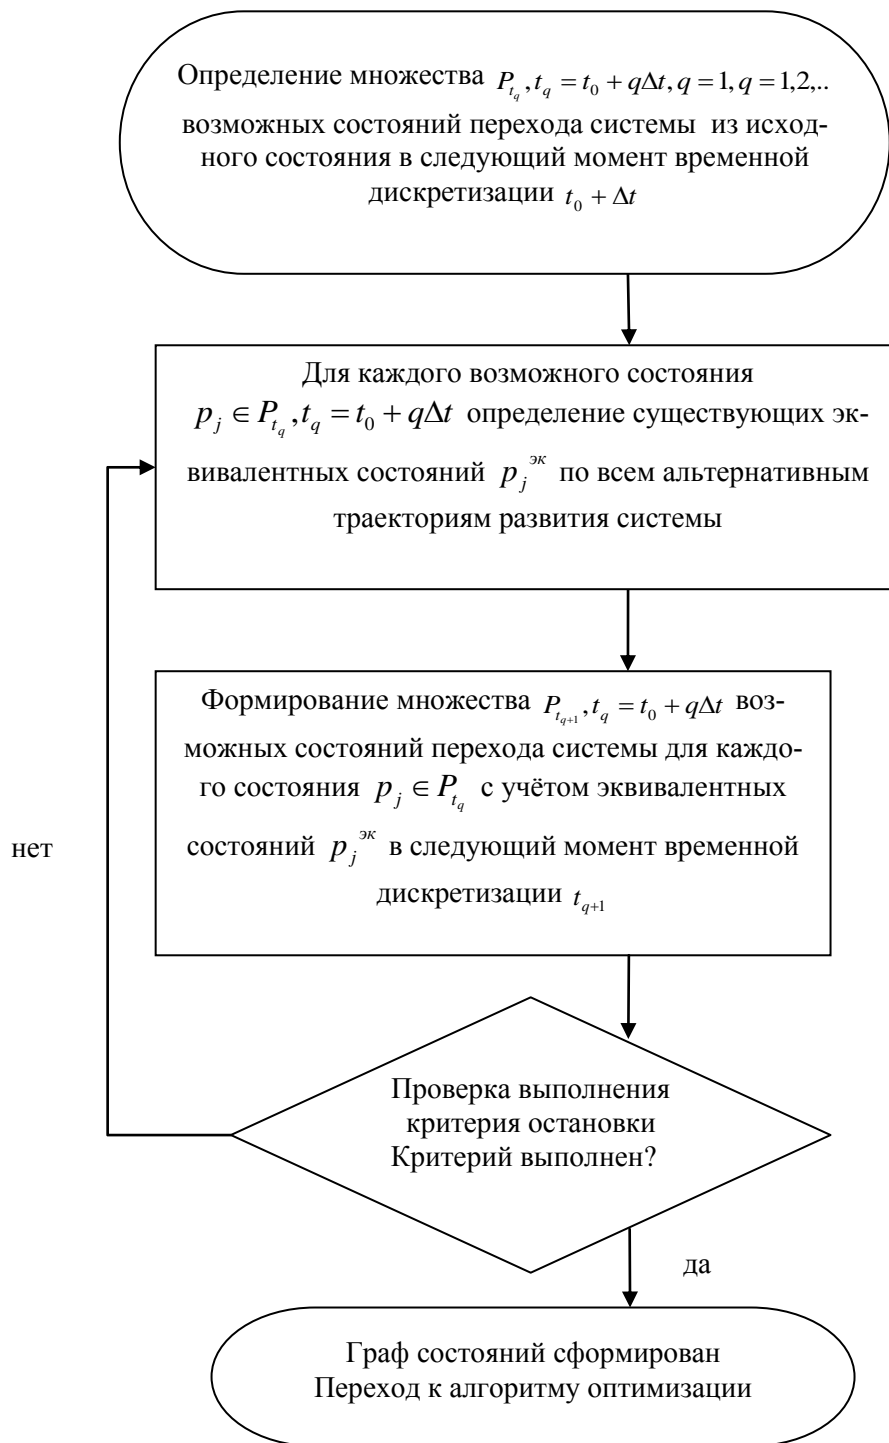 Определение множества P_{t_q}, t_q = t_0 + qΔt, q = 1, q = 1,2,..
возможных состояний перехода системы из исход-
ного состояния в следующий момент временной
дискретизации t_0 + Δt
Для каждого возможного состояния
p_j ∈ P_{t_q}, t_q = t_0 + qΔt определение существующих эк-
вивалентных состояний p_j^{эк} по всем альтернативным
траекториям развития системы
Формирование множества P_{t_{q+1}}, t_q = t_0 + qΔt воз-
можных состояний перехода системы для каждо-
го состояния p_j ∈ P_{t_q} с учётом эквивалентных
состояний p_j^{эк} в следующий момент временной
дискретизации t_{q+1}
нет
Проверка выполнения
критерия остановки
Критерий выполнен?
да
Граф состояний сформирован
Переход к алгоритму оптимизации